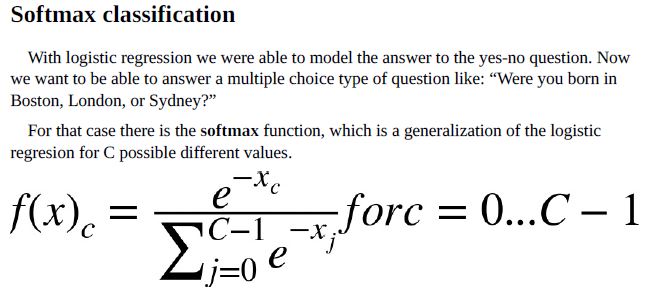 Softmax classification
With logistic regression we were able to model the answer to the yes-no question. Now
we want to be able to answer a multiple choice type of question like: “Were you born in
Boston, London, or Sydney?”
For that case there is the softmax function, which is a generalization of the logistic
regresion for C possible different values.
f(x)_c = \frac{e^{-x_c}}{\sum_{j=0}^{C-1} e^{-x_j}} for c = 0...C − 1